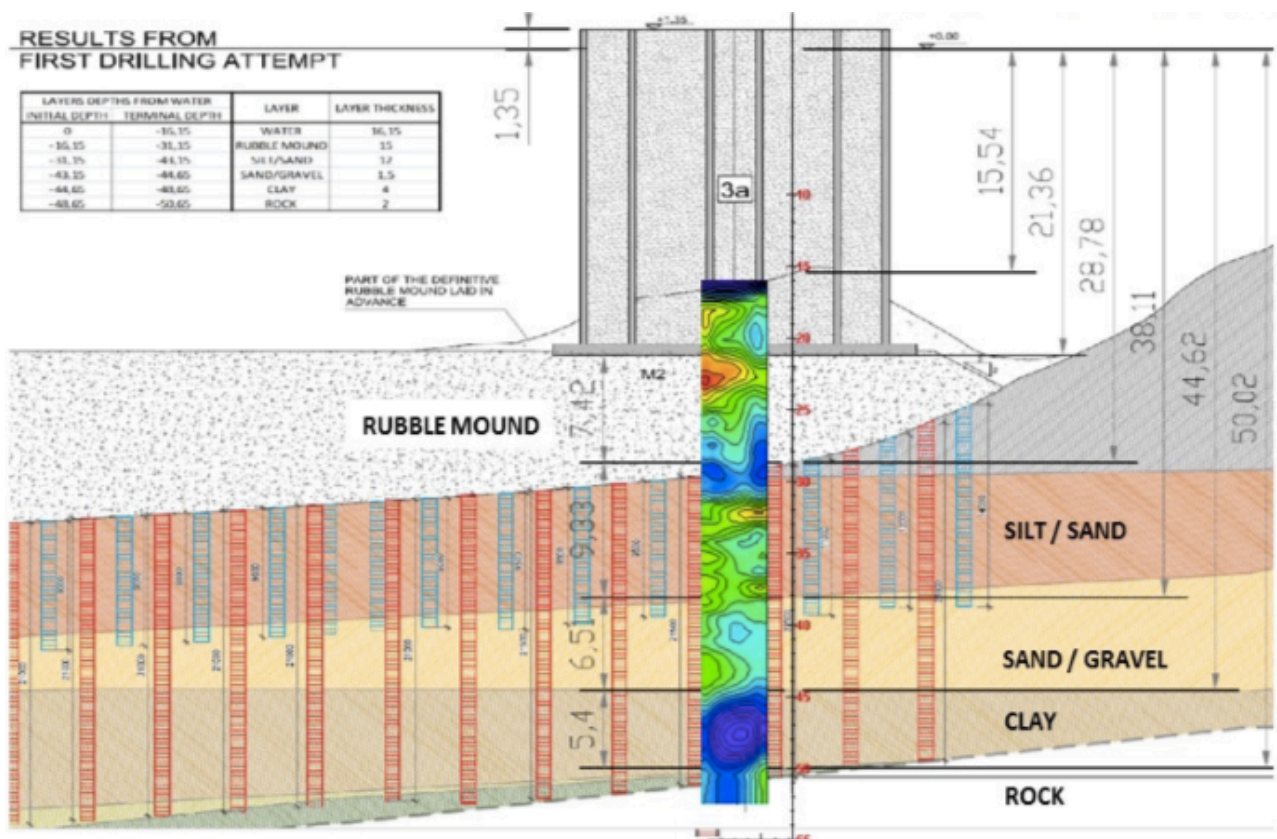 RESULTS FROM
FIRST DRILLING ATTEMPT
LAYERS DEPTHS FROM WATER
LAYER
LAYER THICKNESS
INITIAL DEPTH
TERMINAL DEPTH
0
-16,15
WATER
16,15
-16,15
-31,15
RUBBLE MOUND
15
-31,15
-43,15
SILT/SAND
12
-43,15
-44,65
SAND/GRAVEL
1,5
-44,65
-48,65
CLAY
4
-48,65
-50,65
ROCK
2
1,35
+0,00
3a
PART OF THE DEFINITIVE
RUBBLE MOUND LAID IN
ADVANCE
M2
RUBBLE MOUND
7,42
9,33
6,51
5,4
15,54
21,36
28,78
38,11
44,62
50,02
10
15
20
25
30
35
40
45
50
55
SILT / SAND
SAND / GRAVEL
CLAY
ROCK